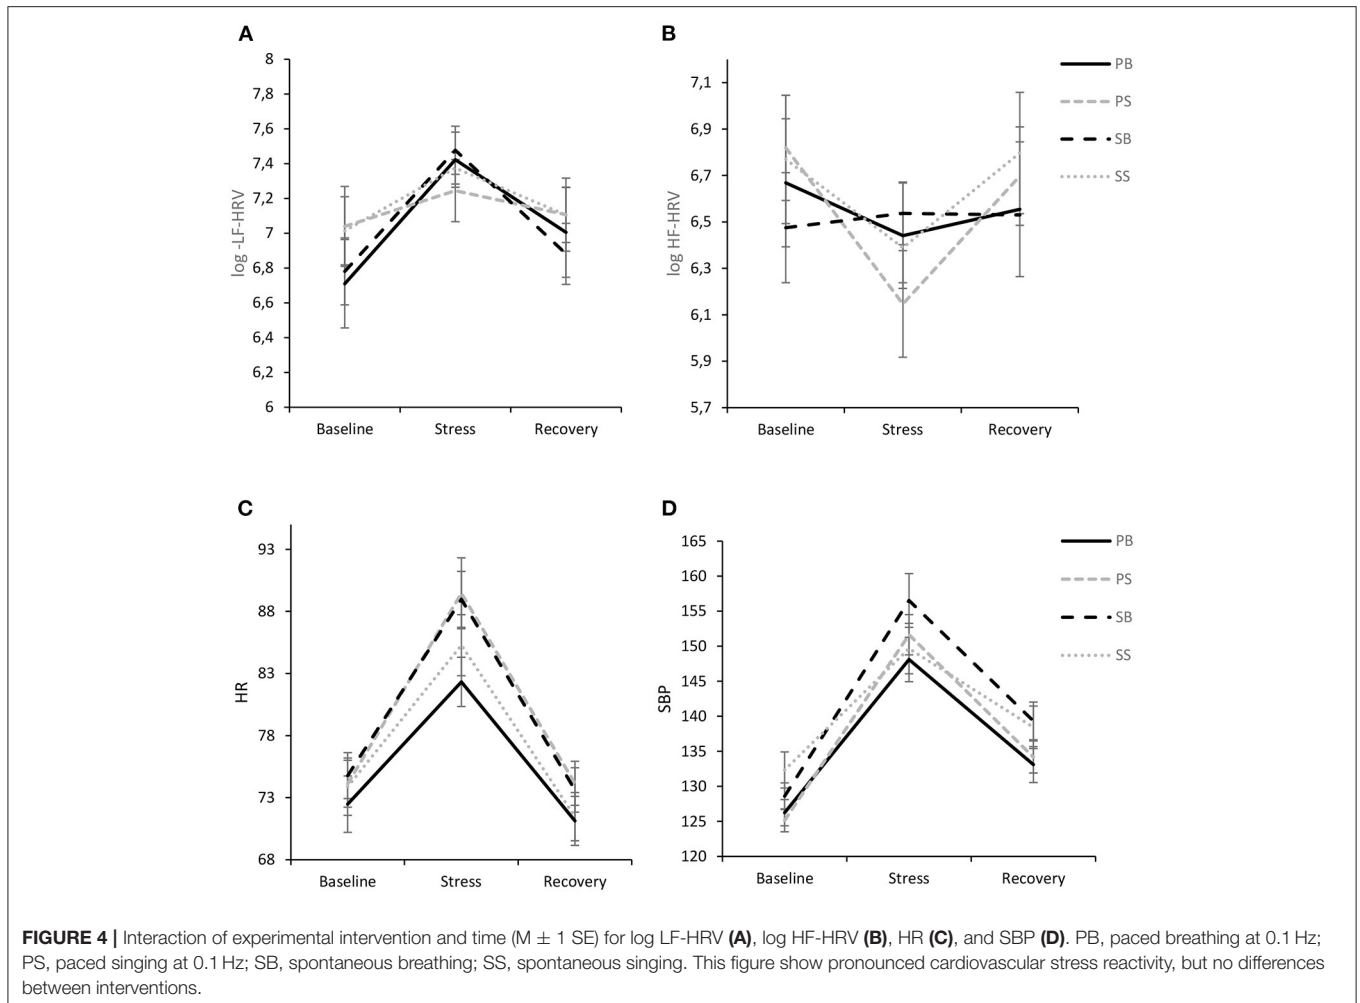 A
8
7,8
7,6
7,4
7,2
7
6,8
6,6
6,4
6,2
6
log -LF-HRV
Baseline
Stress
Recovery
B
7,1
6,9
6,7
6,5
6,3
6,1
5,9
5,7
log HF-HRV
Baseline
Stress
Recovery
PB
PS
SB
SS
C
93
88
83
78
73
68
HR
Baseline
Stress
Recovery
D
165
160
155
150
145
140
135
130
125
120
SBP
Baseline
Stress
Recovery
PB
PS
SB
SS
FIGURE 4 | Interaction of experimental intervention and time (M ± 1 SE) for log LF-HRV (A), log HF-HRV (B), HR (C), and SBP (D). PB, paced breathing at 0.1 Hz;
PS, paced singing at 0.1 Hz; SB, spontaneous breathing; SS, spontaneous singing. This figure show pronounced cardiovascular stress reactivity, but no differences
between interventions.